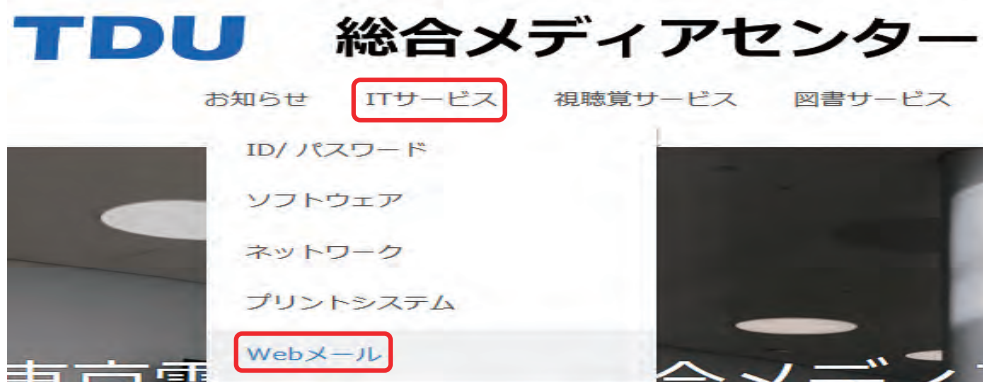 TDU 総合メディアセンター
お知らせ ITサービス 視聴覚サービス 図書サービス
ID/ パスワード
ソフトウェア
ネットワーク
プリントシステム
Webメール